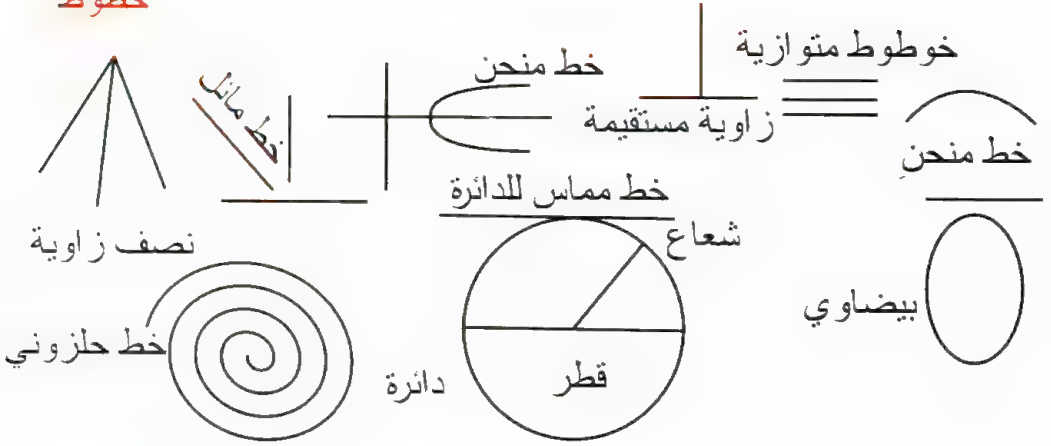 خطوط
خوطوط متوازية
خط منحن
خط مائل
زاوية مستقيمة
خط منحنِ
خط مماس للدائرة
شعاع
نصف زاوية
بيضاوي
خط حلزوني
دائرة
قطر